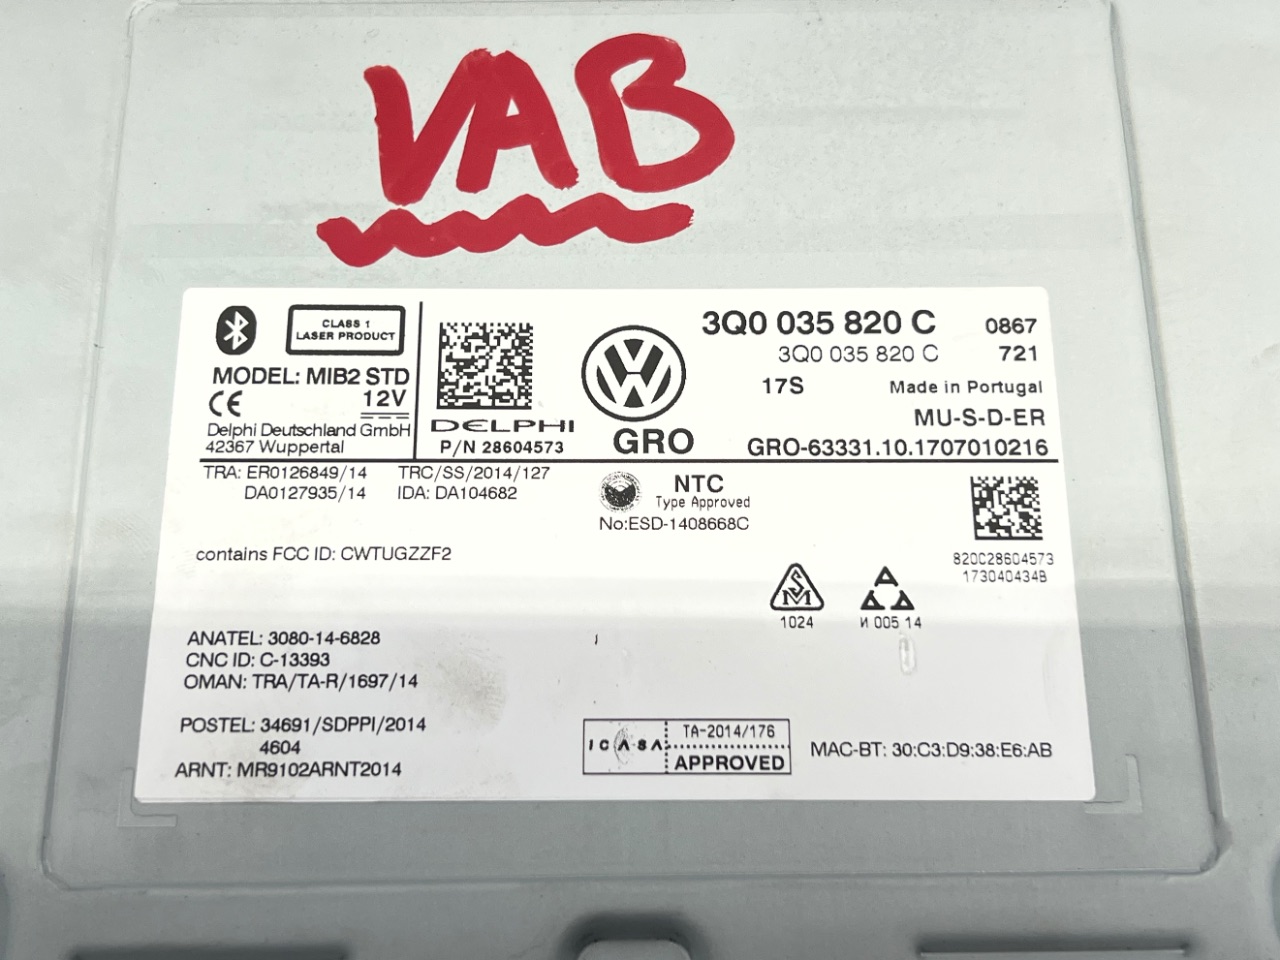 VAB
CLASS 1
LASER PRODUCT
MODEL: MIB2 STD
12V
CE
Delphi Deutschland GmbH
42367 Wuppertal
DELPHI
P/N 28604573
VW
GRO
3Q0 035 820 C 0867
3Q0 035 820 C 721
17S Made in Portugal
MU-S-D-ER
GRO-63331.10.1707010216
TRA: ER0126849/14 TRC/SS/2014/127
DA0127935/14 IDA: DA104682
NTC
Type Approved
No:ESD-1408668C
contains FCC ID: CWTUGZZF2
820C28604573
173040434B
SM
1024
И 005 14
ANATEL: 3080-14-6828
CNC ID: C-13393
OMAN: TRA/TA-R/1697/14
POSTEL: 34691/SDPPI/2014
4604
ARNT: MR9102ARNT2014
ICASA
TA-2014/176
APPROVED
MAC-BT: 30:C3:D9:38:E6:AB